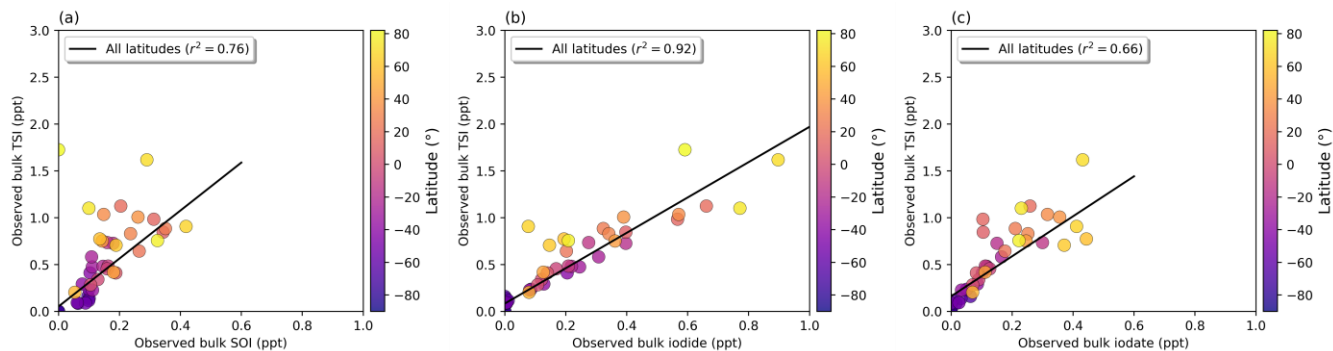 (a)
All latitudes (r² = 0.76)
Observed bulk TSI (ppt)
3.0
2.5
2.0
1.5
1.0
0.5
0.0
0.0 0.2 0.4 0.6 0.8 1.0
Observed bulk SOI (ppt)
80
60
40
20
0
−20
−40
−60
−80
Latitude (°)
(b)
All latitudes (r² = 0.92)
Observed bulk TSI (ppt)
3.0
2.5
2.0
1.5
1.0
0.5
0.0
0.0 0.2 0.4 0.6 0.8 1.0
Observed bulk iodide (ppt)
80
60
40
20
0
−20
−40
−60
−80
Latitude (°)
(c)
All latitudes (r² = 0.66)
Observed bulk TSI (ppt)
3.0
2.5
2.0
1.5
1.0
0.5
0.0
0.0 0.2 0.4 0.6 0.8 1.0
Observed bulk iodate (ppt)
80
60
40
20
0
−20
−40
−60
−80
Latitude (°)